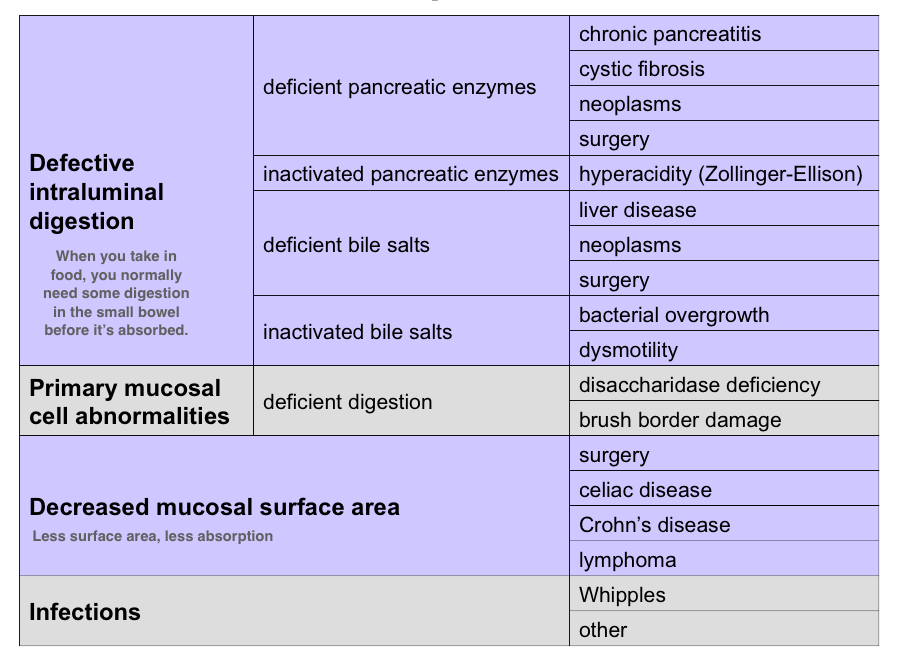 Defective
intraluminal
digestion
When you take in
food, you normally
need some digestion
in the small bowel
before it's absorbed.
deficient pancreatic enzymes
chronic pancreatitis
cystic fibrosis
neoplasms
surgery
inactivated pancreatic enzymes
hyperacidity (Zollinger-Ellison)
deficient bile salts
liver disease
neoplasms
surgery
inactivated bile salts
bacterial overgrowth
dysmotility
Primary mucosal
cell abnormalities
deficient digestion
disaccharidase deficiency
brush border damage
Decreased mucosal surface area
Less surface area, less absorption
surgery
celiac disease
Crohn's disease
lymphoma
Infections
Whipples
other